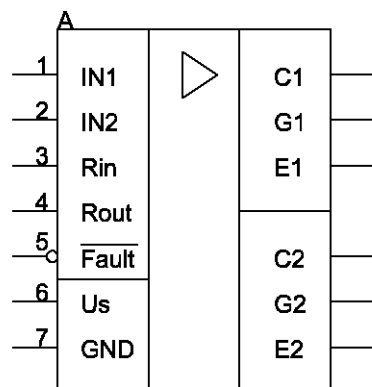 A
1 IN1 C1
2 IN2 G1
3 Rin E1
4 Rout
5 Fault C2
6 Us G2
7 GND E2